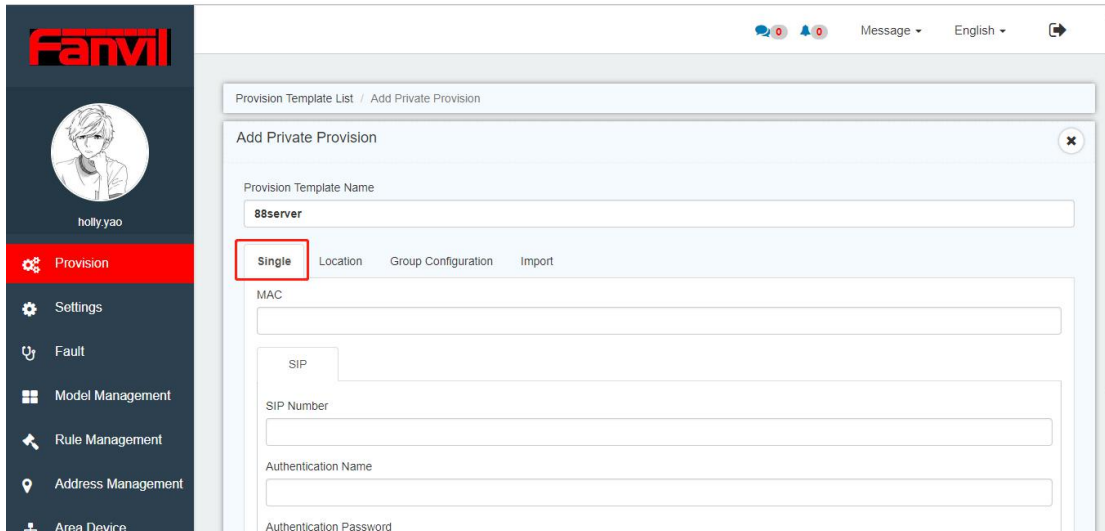 Fanvil
0 0 Message English
Provision Template List / Add Private Provision
Add Private Provision
Provision Template Name
88server
holly.yao
Provision
Settings
Fault
Model Management
Rule Management
Address Management
Area Device
Single Location Group Configuration Import
MAC
SIP
SIP Number
Authentication Name
Authentication Password